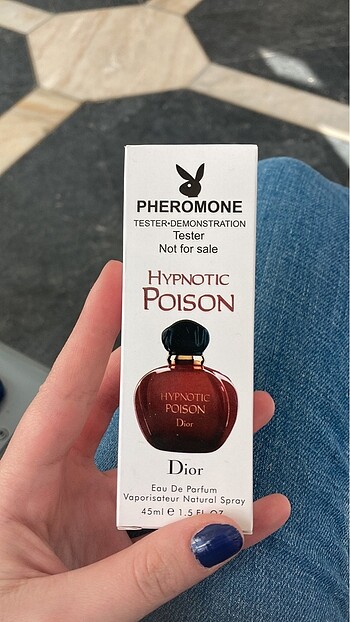 PHEROMONE
TESTER•DEMONSTRATION
Tester
Not for sale
HYPNOTIC
POISON
HYPNOTIC
POISON
Dior
Dior
Eau De Parfum
Vaporisateur Natural Spray
45ml e 1.5 FL OZ